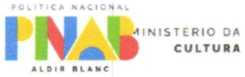 POLÍTICA NACIONAL
PNAB
ALDIR BLANC
MINISTÉRIO DA
CULTURA